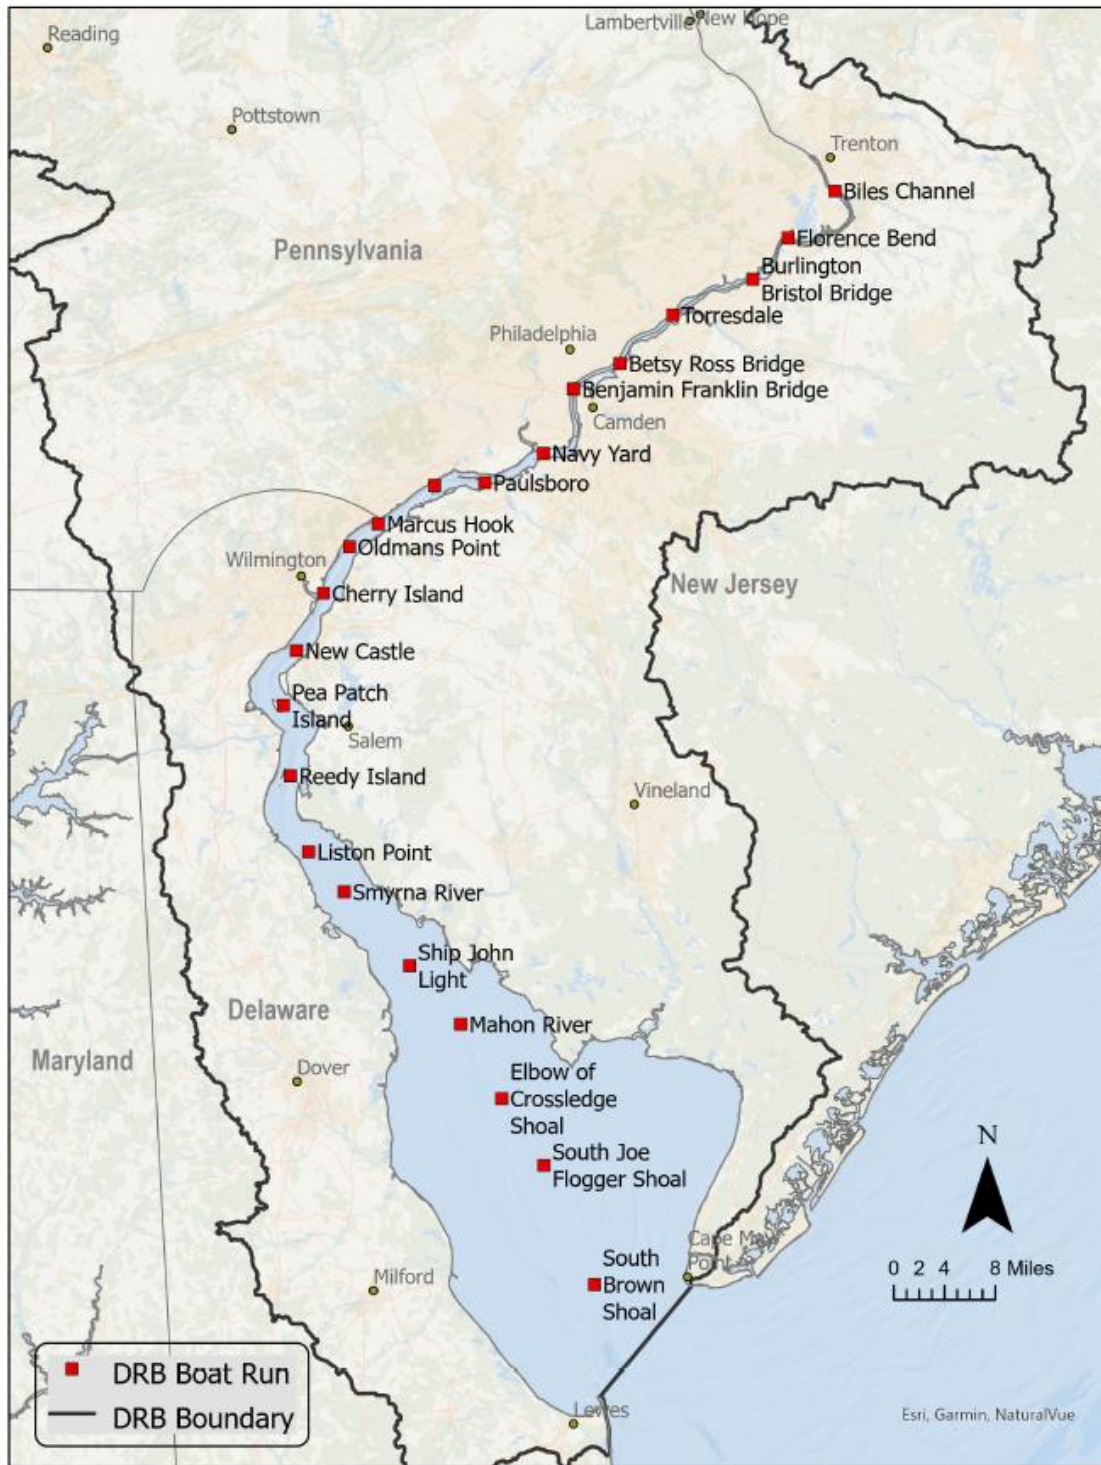 Lambertville
New Hope
Reading
Pottstown
Trenton
Biles Channel
Pennsylvania
Florence Bend
Burlington
Bristol Bridge
Torresdale
Philadelphia
Betsy Ross Bridge
Benjamin Franklin Bridge
Camden
Navy Yard
Paulsboro
Marcus Hook
Oldmans Point
Wilmington
Cherry Island
New Jersey
New Castle
Pea Patch
Island
Salem
Reedy Island
Vineland
Liston Point
Smyrna River
Ship John
Light
Delaware
Mahon River
Maryland
Dover
Elbow of
Crossledge
Shoal
South Joe
Flogger Shoal
N
Cape May
Point
South
Brown
Shoal
Milford
0 2 4 8 Miles
DRB Boat Run
DRB Boundary
Lewes
Esri, Garmin, NaturalVue